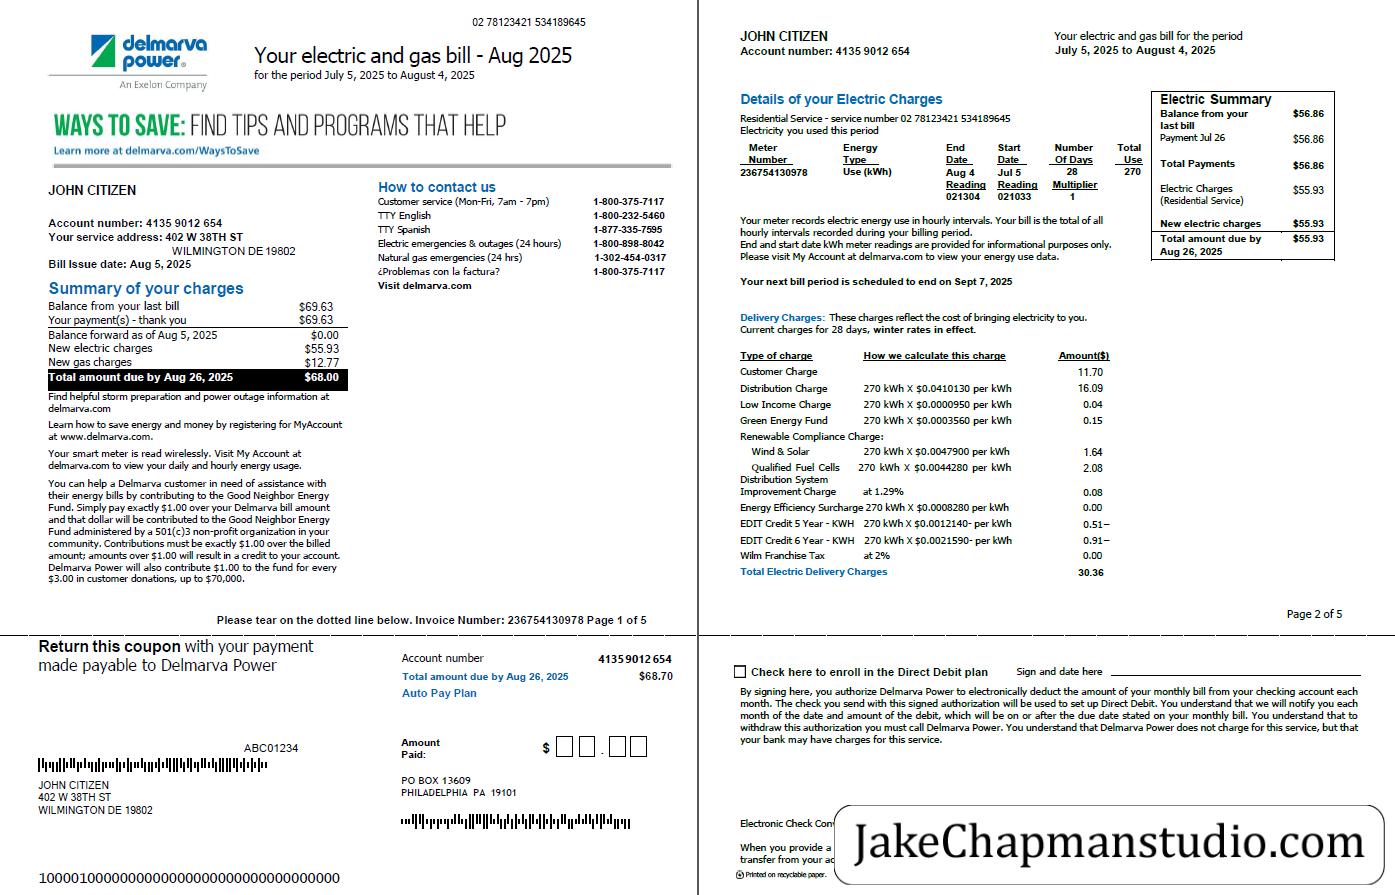 02 78123421 534189645
delmarva power®
An Exelon Company
Your electric and gas bill - Aug 2025
for the period July 5, 2025 to August 4, 2025
WAYS TO SAVE: FIND TIPS AND PROGRAMS THAT HELP
Learn more at delmarva.com/WaysToSave
JOHN CITIZEN
Account number: 4135 9012 654
Your service address: 402 W 38TH ST
WILMINGTON DE 19802
Bill Issue date: Aug 5, 2025
How to contact us
Customer service (Mon-Fri, 7am - 7pm) 1-800-375-7117
TTY English 1-800-232-5460
TTY Spanish 1-877-335-7595
Electric emergencies & outages (24 hours) 1-800-898-8042
Natural gas emergencies (24 hrs) 1-302-454-0317
¿Problemas con la factura? 1-800-375-7117
Visit delmarva.com
Summary of your charges
Balance from your last bill $69.63
Your payment(s) - thank you $69.63
Balance forward as of Aug 5, 2025 $0.00
New electric charges $55.93
New gas charges $12.77
Total amount due by Aug 26, 2025 $68.00
Find helpful storm preparation and power outage information at
delmarva.com
Learn how to save energy and money by registering for MyAccount
at www.delmarva.com.
Your smart meter is read wirelessly. Visit My Account at
delmarva.com to view your daily and hourly energy usage.
You can help a Delmarva customer in need of assistance with
their energy bills by contributing to the Good Neighbor Energy
Fund. Simply pay exactly $1.00 over your Delmarva bill amount
and that dollar will be contributed to the Good Neighbor Energy
Fund administered by a 501(c)3 non-profit organization in your
community. Contributions must be exactly $1.00 over the billed
amount; amounts over $1.00 will result in a credit to your account.
Delmarva Power will also contribute $1.00 to the fund for every
$3.00 in customer donations, up to $70,000.
Please tear on the dotted line below. Invoice Number: 236754130978 Page 1 of 5
Return this coupon with your payment
made payable to Delmarva Power
Account number 41359012654
Total amount due by Aug 26, 2025 $68.70
Auto Pay Plan
ABC01234
JOHN CITIZEN
402 W 38TH ST
WILMINGTON DE 19802
Amount
Paid: $ .
PO BOX 13609
PHILADELPHIA PA 19101
100001000000000000000000000000000000
JOHN CITIZEN
Account number: 4135 9012 654
Your electric and gas bill for the period
July 5, 2025 to August 4, 2025
Details of your Electric Charges
Residential Service - service number 02 78123421 534189645
Electricity you used this period
Meter Energy End Start Number Total
Number Type Date Date Of Days Use
236754130978 Use (kWh) Aug 4 Jul 5 28 270
Reading Reading Multiplier
021304 021033 1
Your meter records electric energy use in hourly intervals. Your bill is the total of all
hourly intervals recorded during your billing period.
End and start date kWh meter readings are provided for informational purposes only.
Please visit My Account at delmarva.com to view your energy use data.
Your next bill period is scheduled to end on Sept 7, 2025
Electric Summary
Balance from your $56.86
last bill
Payment Jul 26 $56.86
Total Payments $56.86
Electric Charges $55.93
(Residential Service)
New electric charges $55.93
Total amount due by $55.93
Aug 26, 2025
Delivery Charges: These charges reflect the cost of bringing electricity to you.
Current charges for 28 days, winter rates in effect.
Type of charge How we calculate this charge Amount($)
Customer Charge 11.70
Distribution Charge 270 kWh X $0.0410130 per kWh 16.09
Low Income Charge 270 kWh X $0.0000950 per kWh 0.04
Green Energy Fund 270 kWh X $0.0003560 per kWh 0.15
Renewable Compliance Charge:
Wind & Solar 270 kWh X $0.0047900 per kWh 1.64
Qualified Fuel Cells 270 kWh X $0.0044280 per kWh 2.08
Distribution System
Improvement Charge at 1.29% 0.08
Energy Efficiency Surcharge 270 kWh X $0.0008280 per kWh 0.00
EDIT Credit 5 Year - KWH 270 kWh X $0.0012140- per kWh 0.51–
EDIT Credit 6 Year - KWH 270 kWh X $0.0021590- per kWh 0.91–
Wilm Franchise Tax at 2% 0.00
Total Electric Delivery Charges 30.36
Page 2 of 5
Check here to enroll in the Direct Debit plan Sign and date here
By signing here, you authorize Delmarva Power to electronically deduct the amount of your monthly bill from your checking account each
month. The check you send with this signed authorization will be used to set up Direct Debit. You understand that we will notify you each
month of the date and amount of the debit, which will be on or after the due date stated on your monthly bill. You understand that to
withdraw this authorization you must call Delmarva Power. You understand that Delmarva Power does not charge for this service, but that
your bank may have charges for this service.
Electronic Check
When you provide a
transfer from your
Printed on recyclable paper.
JakeChapmanstudio.com